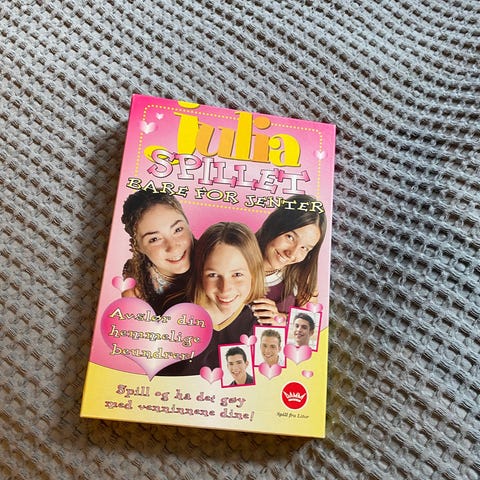 Julia
SPILLET
BARE FOR JENTER
Avslør din
hemmelige
beundrer!
Spill og ha det gøy
med venninnene dine!
Spill fra Litor